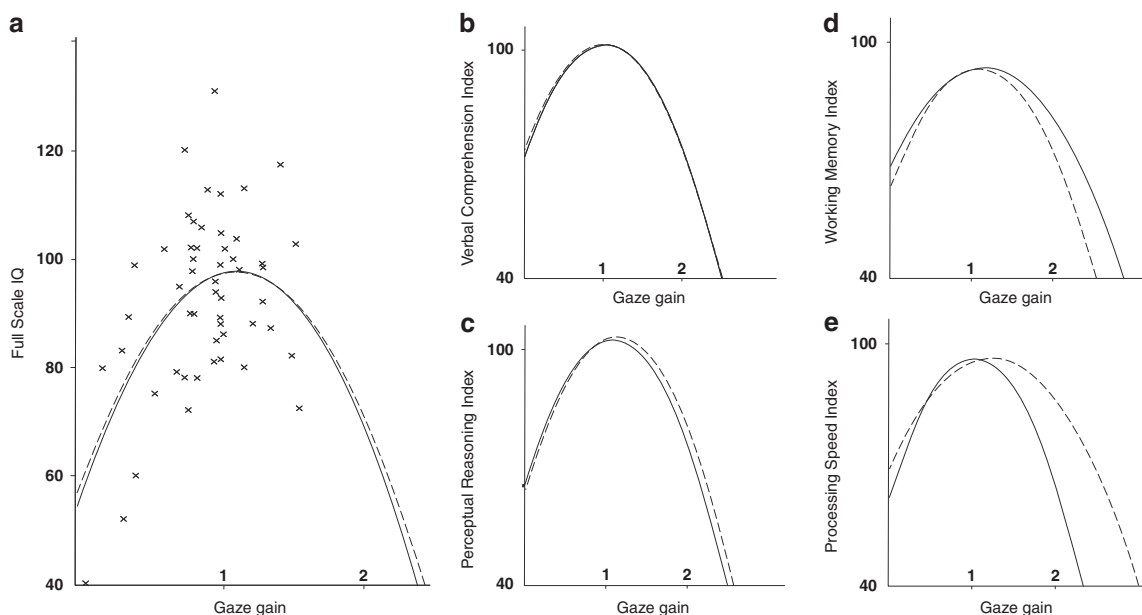 a
Full Scale IQ
120
100
80
60
40
1
2
Gaze gain
b
Verbal Comprehension Index
100
40
1
2
Gaze gain
c
Perceptual Reasoning Index
100
40
1
2
Gaze gain
d
Working Memory Index
100
40
1
2
Gaze gain
e
Processing Speed Index
100
40
1
2
Gaze gain